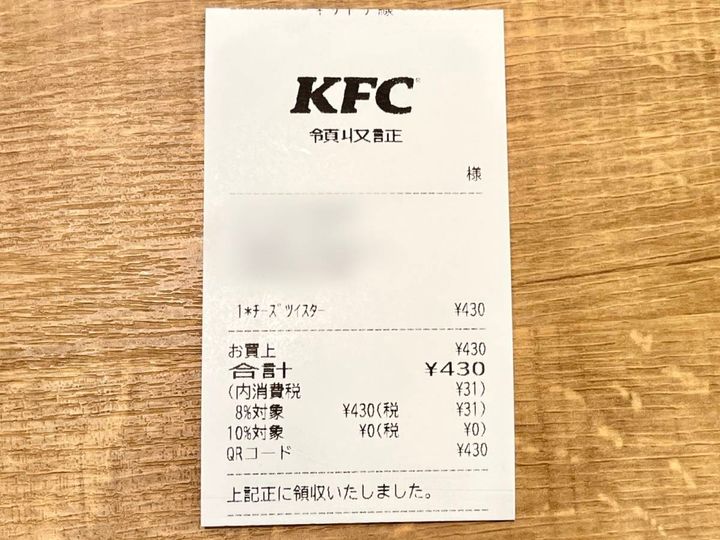 KFC
領収証
様
1*チーズツイスター ¥430
お買上 ¥430
合計 ¥430
(内消費税 ¥31)
8%対象 ¥430(税 ¥31)
10%対象 ¥0(税 ¥0)
QRコード ¥430
上記正に領収いたしました。